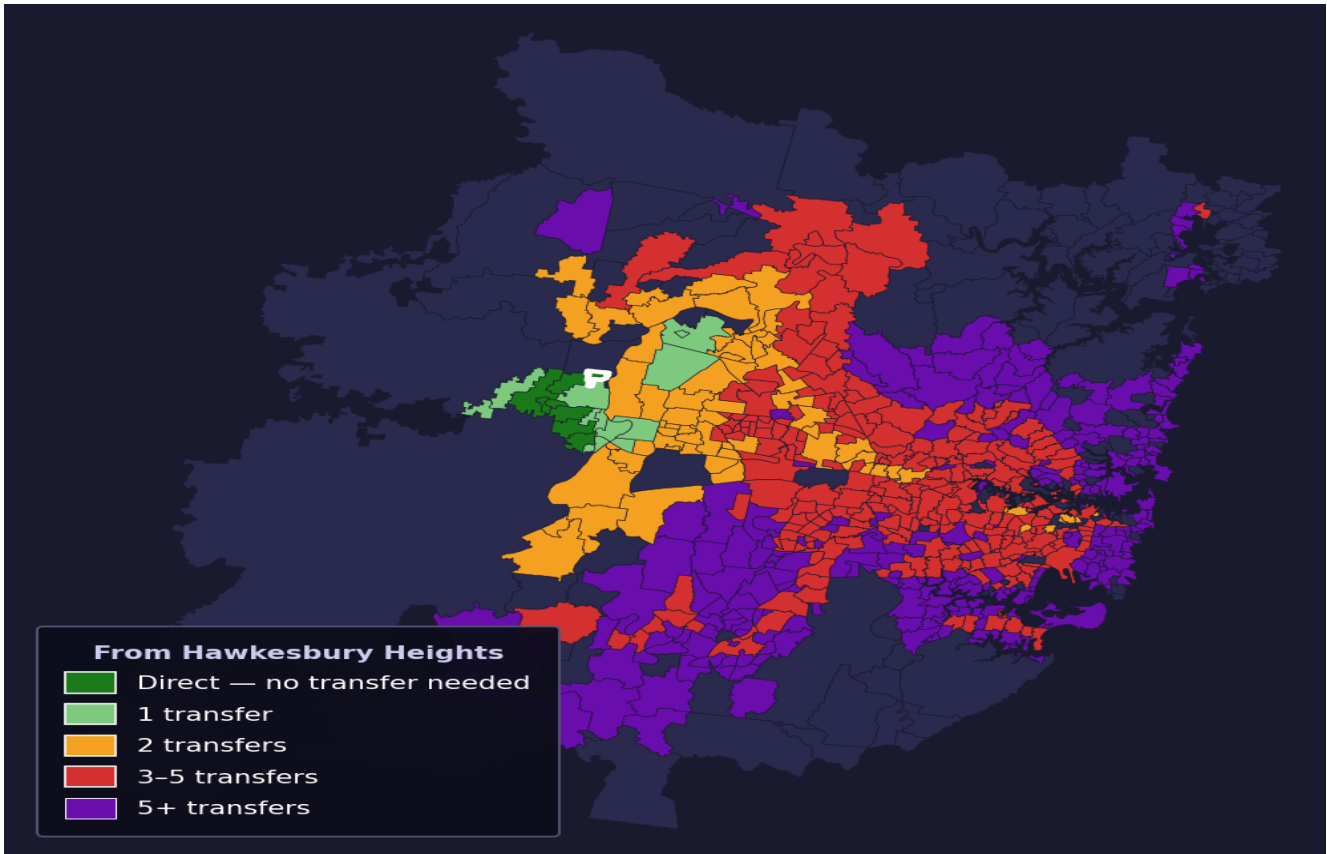 From Hawkesbury Heights
Direct — no transfer needed
1 transfer
2 transfers
3–5 transfers
5+ transfers